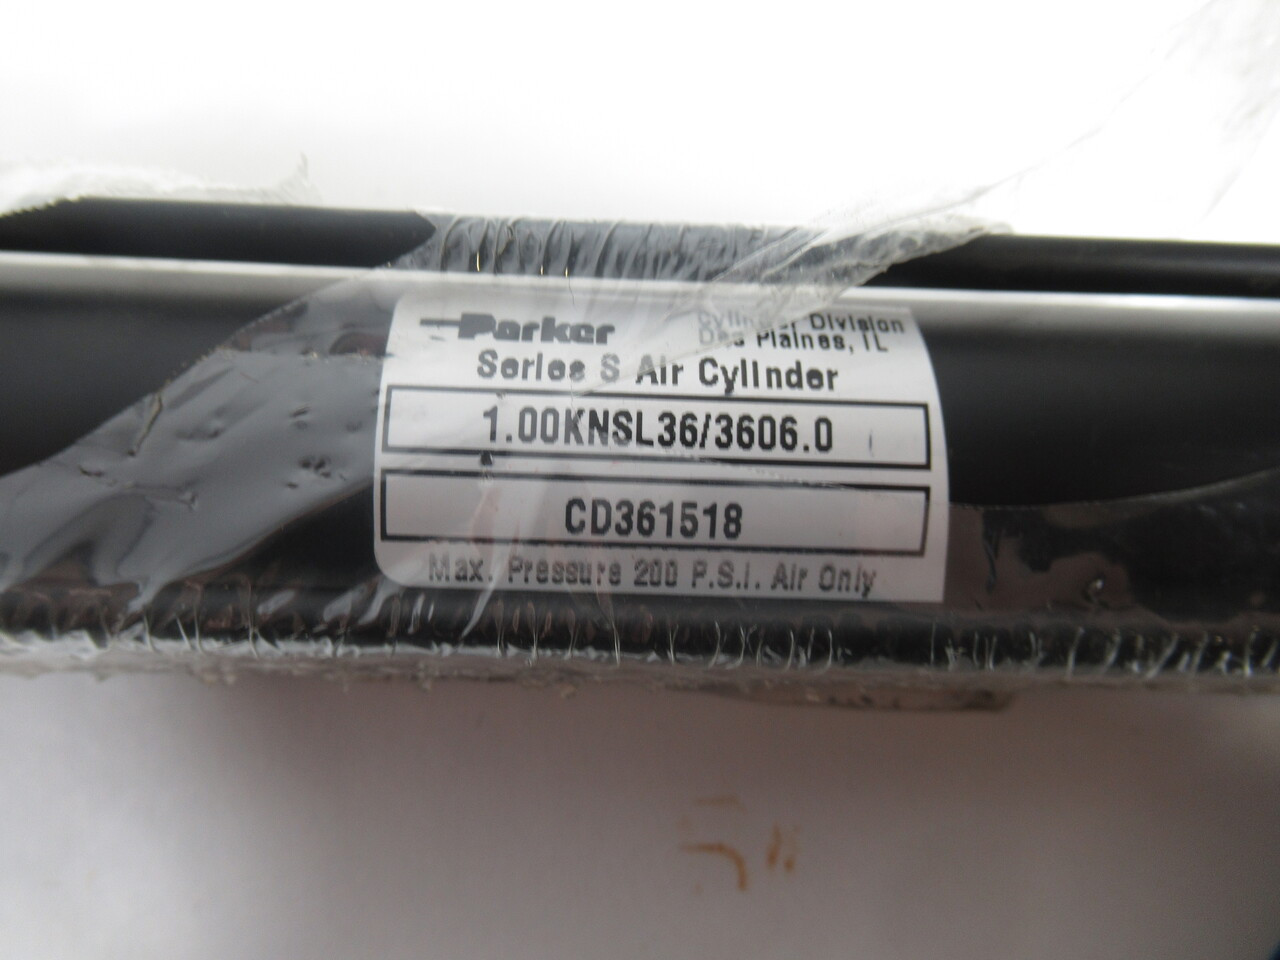 Parker
Cylinder Division
Des Plaines, IL
Series S Air Cylinder
1.00KNSL36/3606.0
CD361518
Max. Pressure 200 P.S.I. Air Only
5"